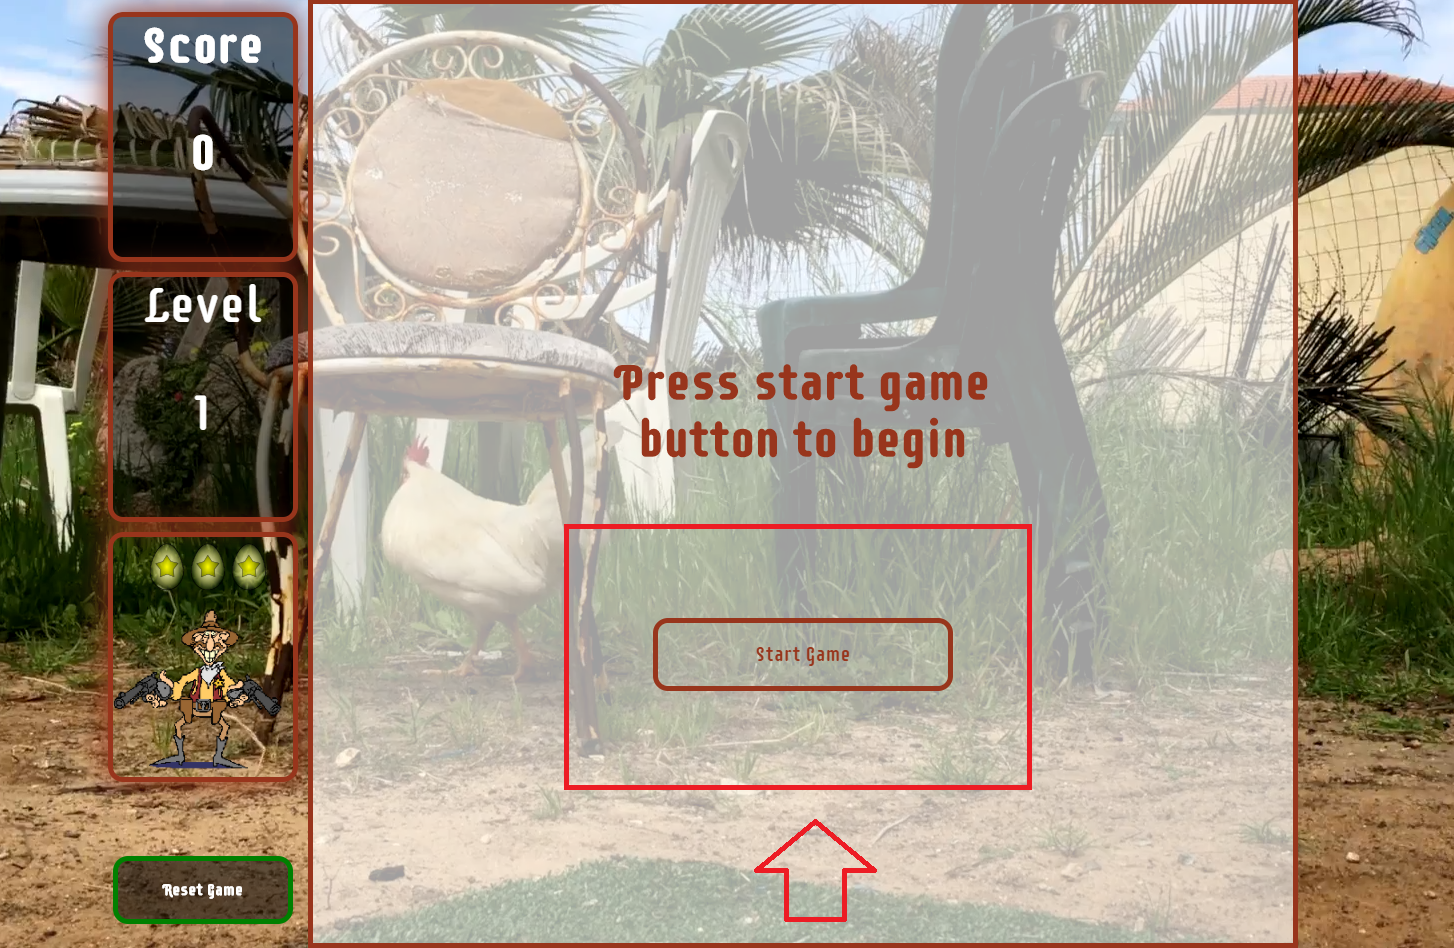 Score
0
Level
1
Reset Game
Press start game
button to begin
Start Game